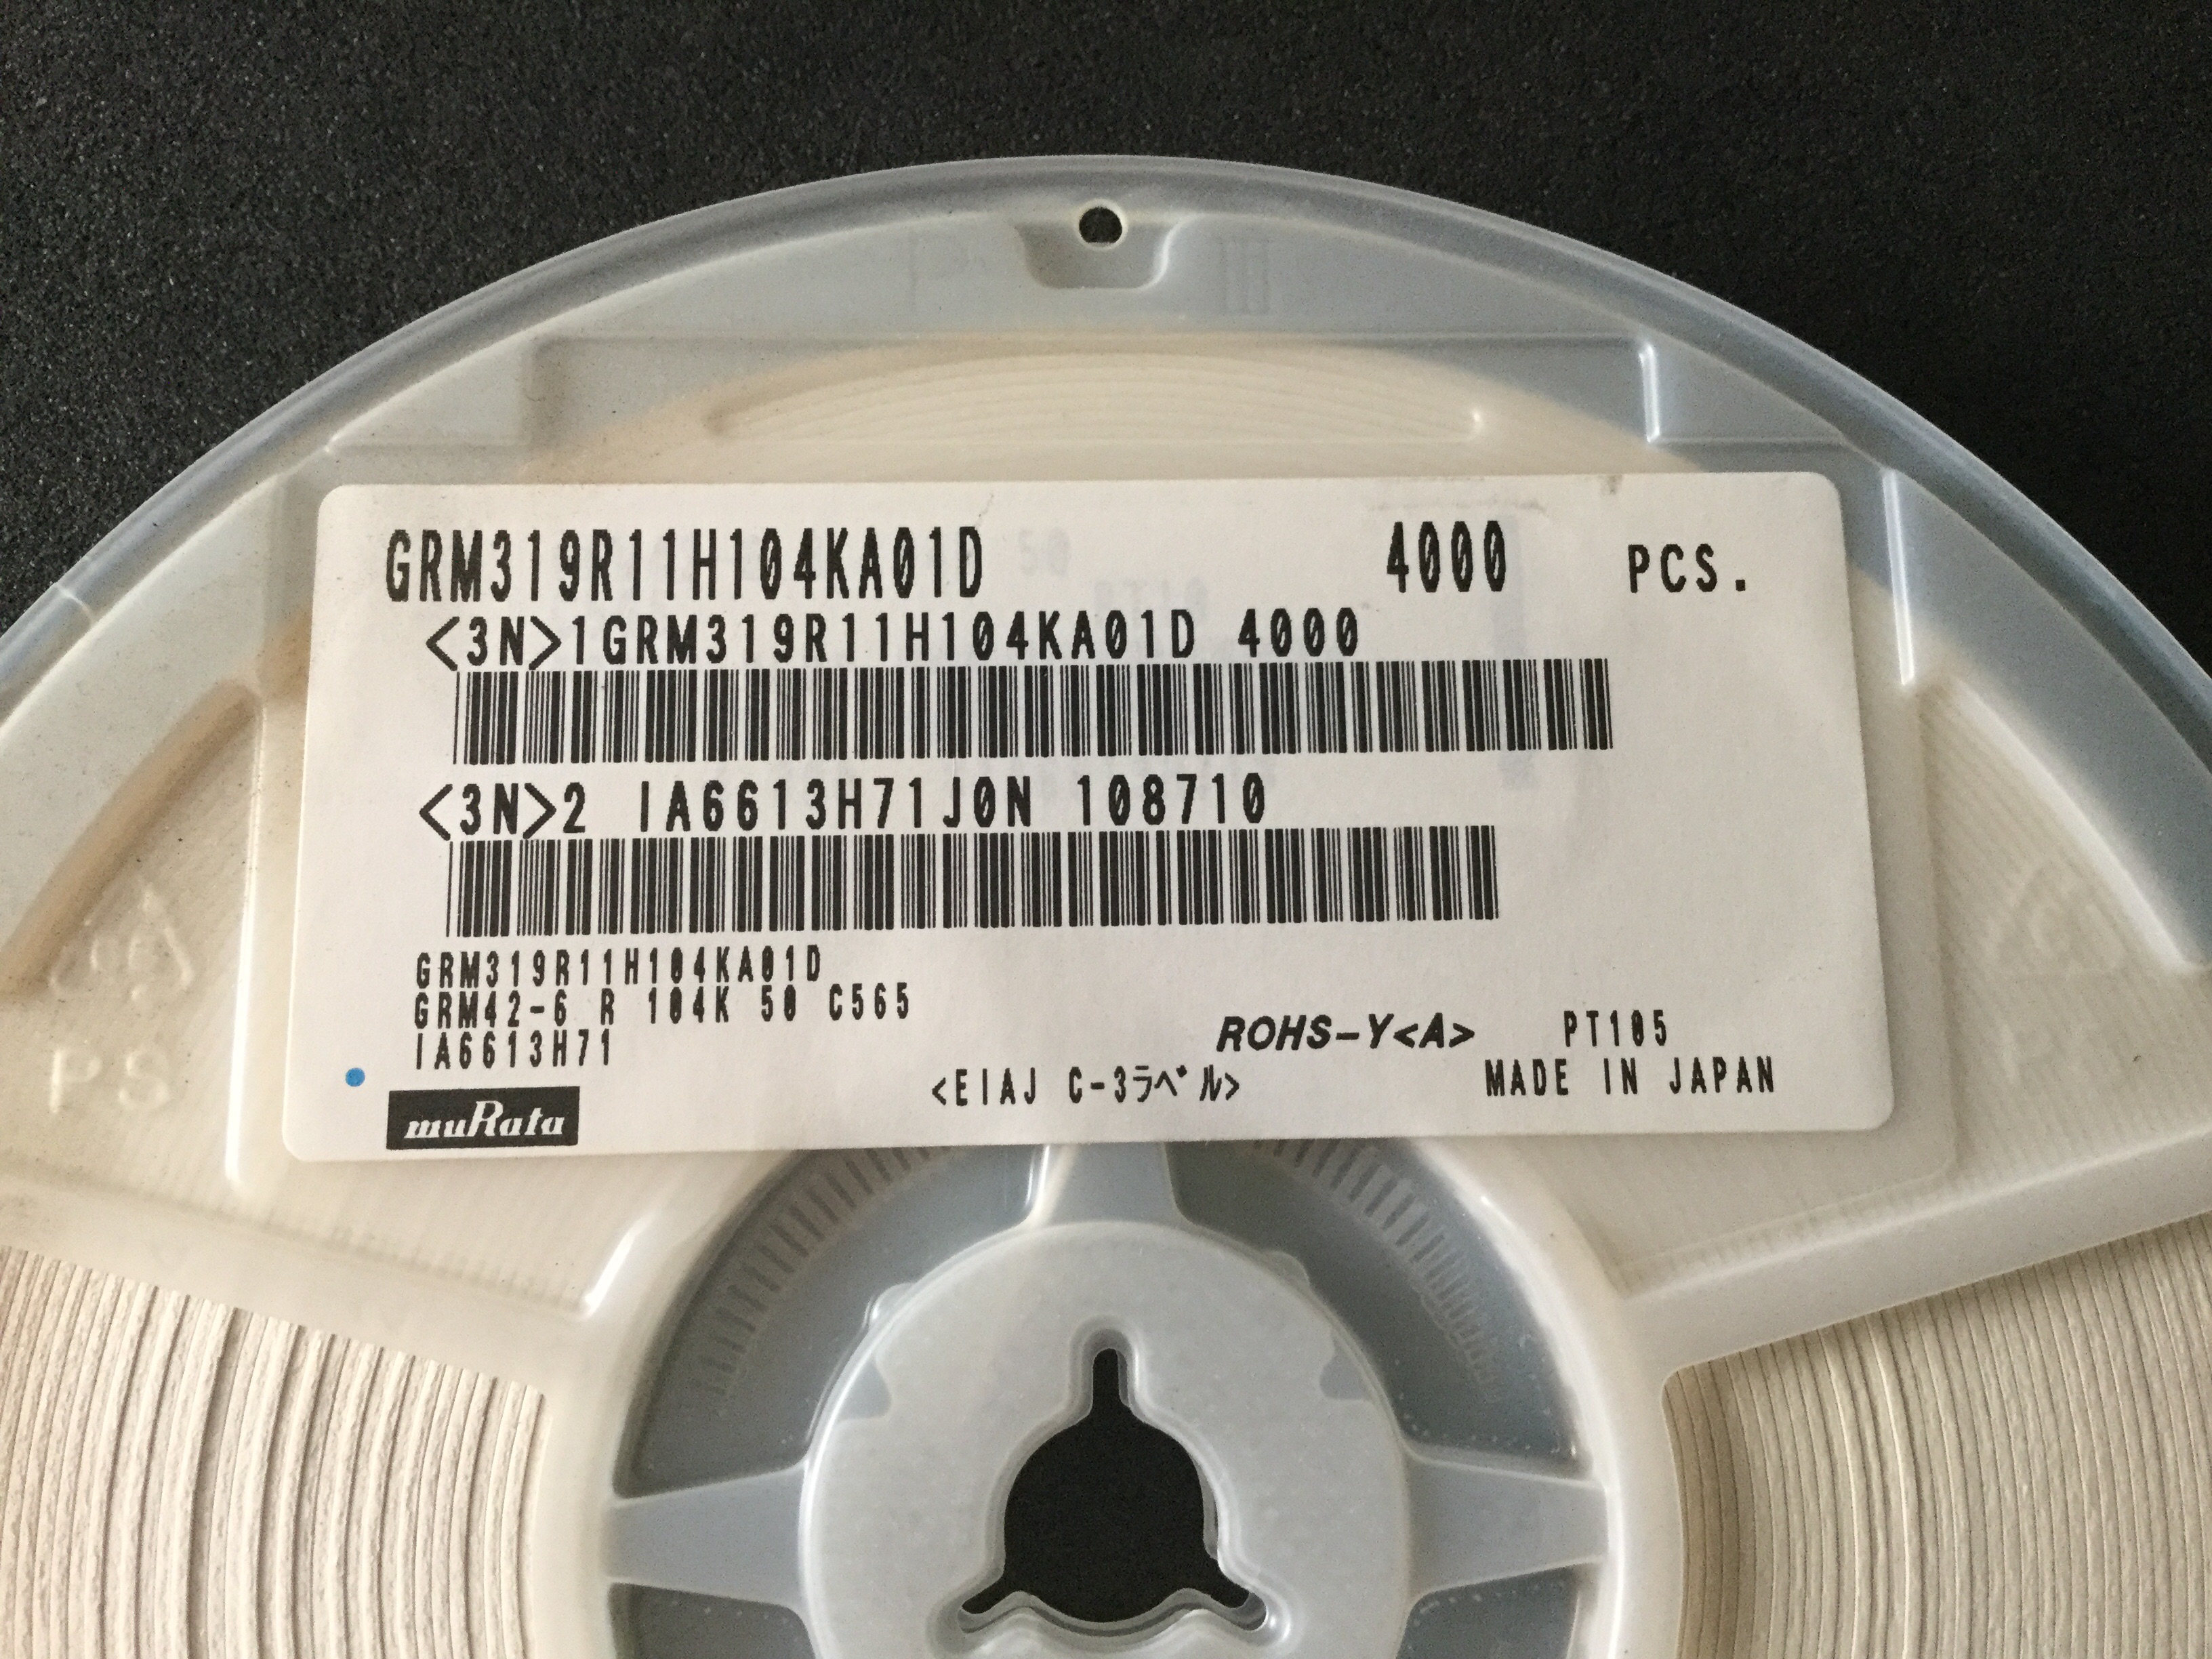 GRM319R11H104KA01D 4000 PCS.
<3N>1GRM319R11H104KA01D 4000
<3N>2 IA6613H71J0N 108710
GRM319R11H104KA01D
GRM42-6 R 104K 50 C565
IA6613H71
ROHS-Y<A> PT105
<EIAJ C-3ラベル> MADE IN JAPAN
muRata
PS